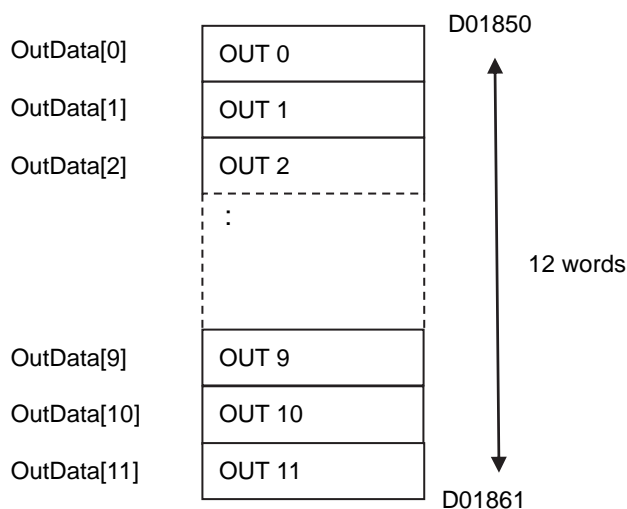 D01850
OutData[0] OUT 0
OutData[1] OUT 1
OutData[2] OUT 2
:
12 words
OutData[9] OUT 9
OutData[10] OUT 10
OutData[11] OUT 11
D01861